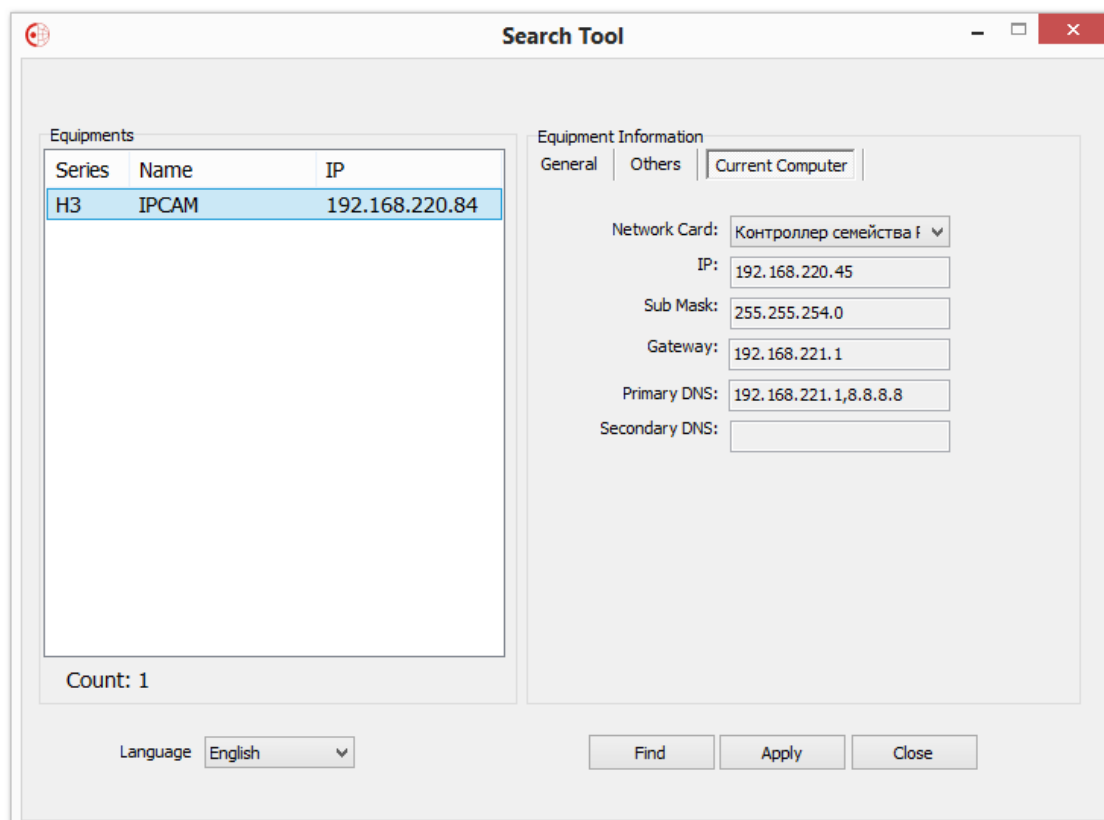 Search Tool
Equipments
Series Name IP
H3 IPCAM 192.168.220.84
Count: 1
Equipment Information
General Others Current Computer
Network Card: Контроллер семейства
IP: 192.168.220.45
Sub Mask: 255.255.254.0
Gateway: 192.168.221.1
Primary DNS: 192.168.221.1,8.8.8.8
Secondary DNS:
Language English
Find Apply Close